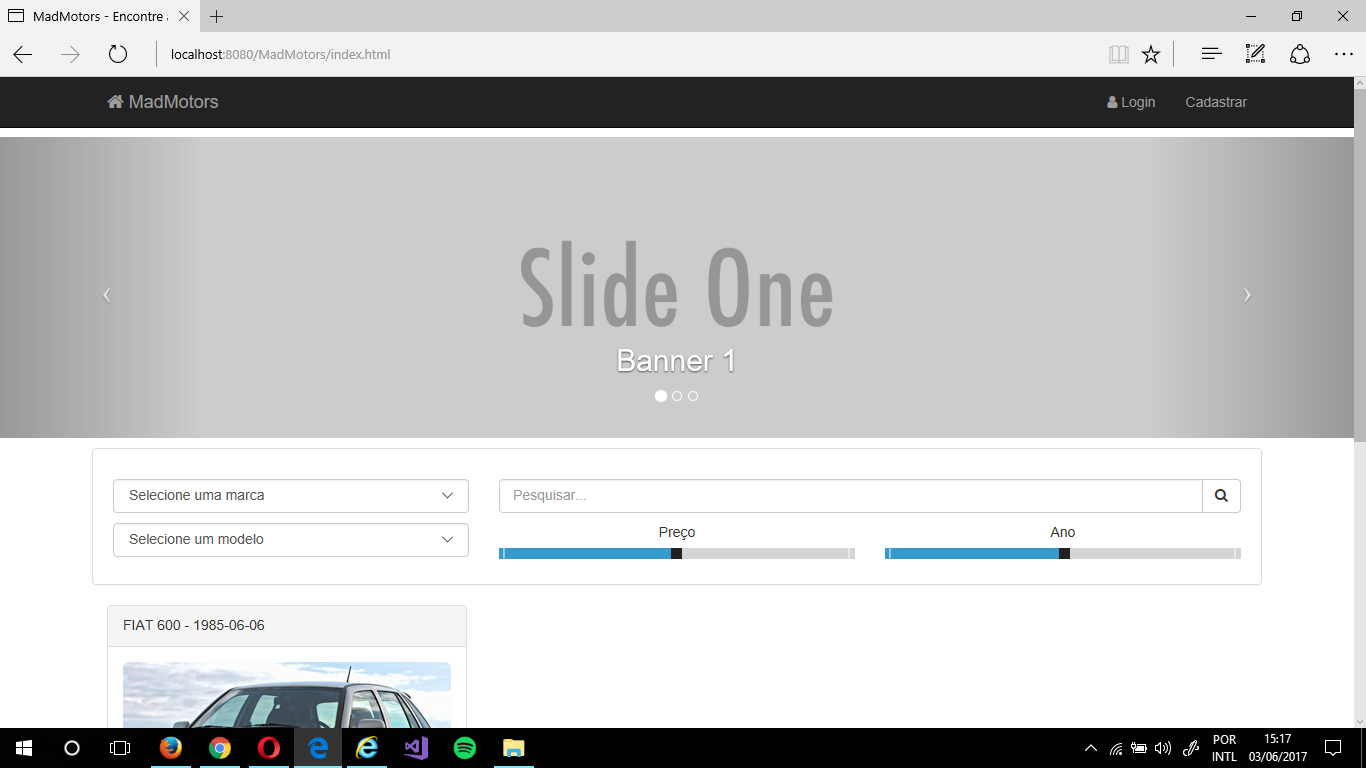 MadMotors - Encontre a
localhost:8080/MadMotors/index.html
MadMotors
Login
Cadastrar
Slide One
Banner 1
Selecione uma marca
Pesquisar...
Selecione um modelo
Preço
Ano
FIAT 600 - 1985-06-06
POR
INTL
15:17
03/06/2017